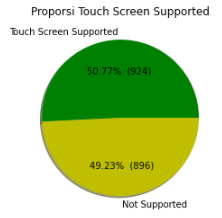 Proporsi Touch Screen Supported
Touch Screen Supported
50.77% (924)
49.23% (896)
Not Supported